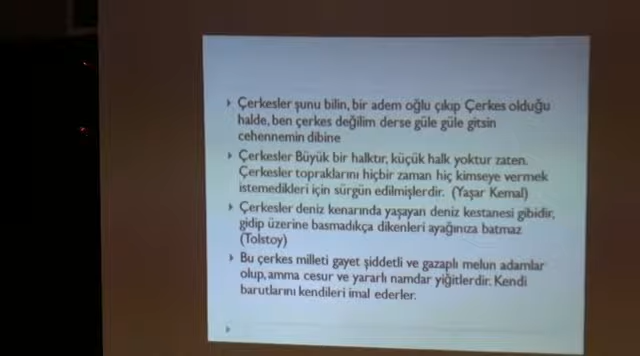 Çerkesler şunu bilin, bir adem oğlu çıkıp Çerkes olduğu
halde, ben çerkes değilim derse güle güle gitsin
cehennemin dibine
Çerkesler Büyük bir halktır, küçük halk yoktur zaten.
Çerkesler topraklarını hiçbir zaman hiç kimseye vermek
istemedikleri için sürgün edilmişlerdir. (Yaşar Kemal)
Çerkesler deniz kenarında yaşayan deniz kestanesi gibidir,
gidip üzerine basmadıkça dikenleri ayağınıza batmaz
(Tolstoy)
Bu çerkes milleti gayet şiddetli ve gazaplı melun adamlar
olup, amma cesur ve yararlı namdar yiğitlerdir. Kendi
barutlarını kendileri imal ederler.